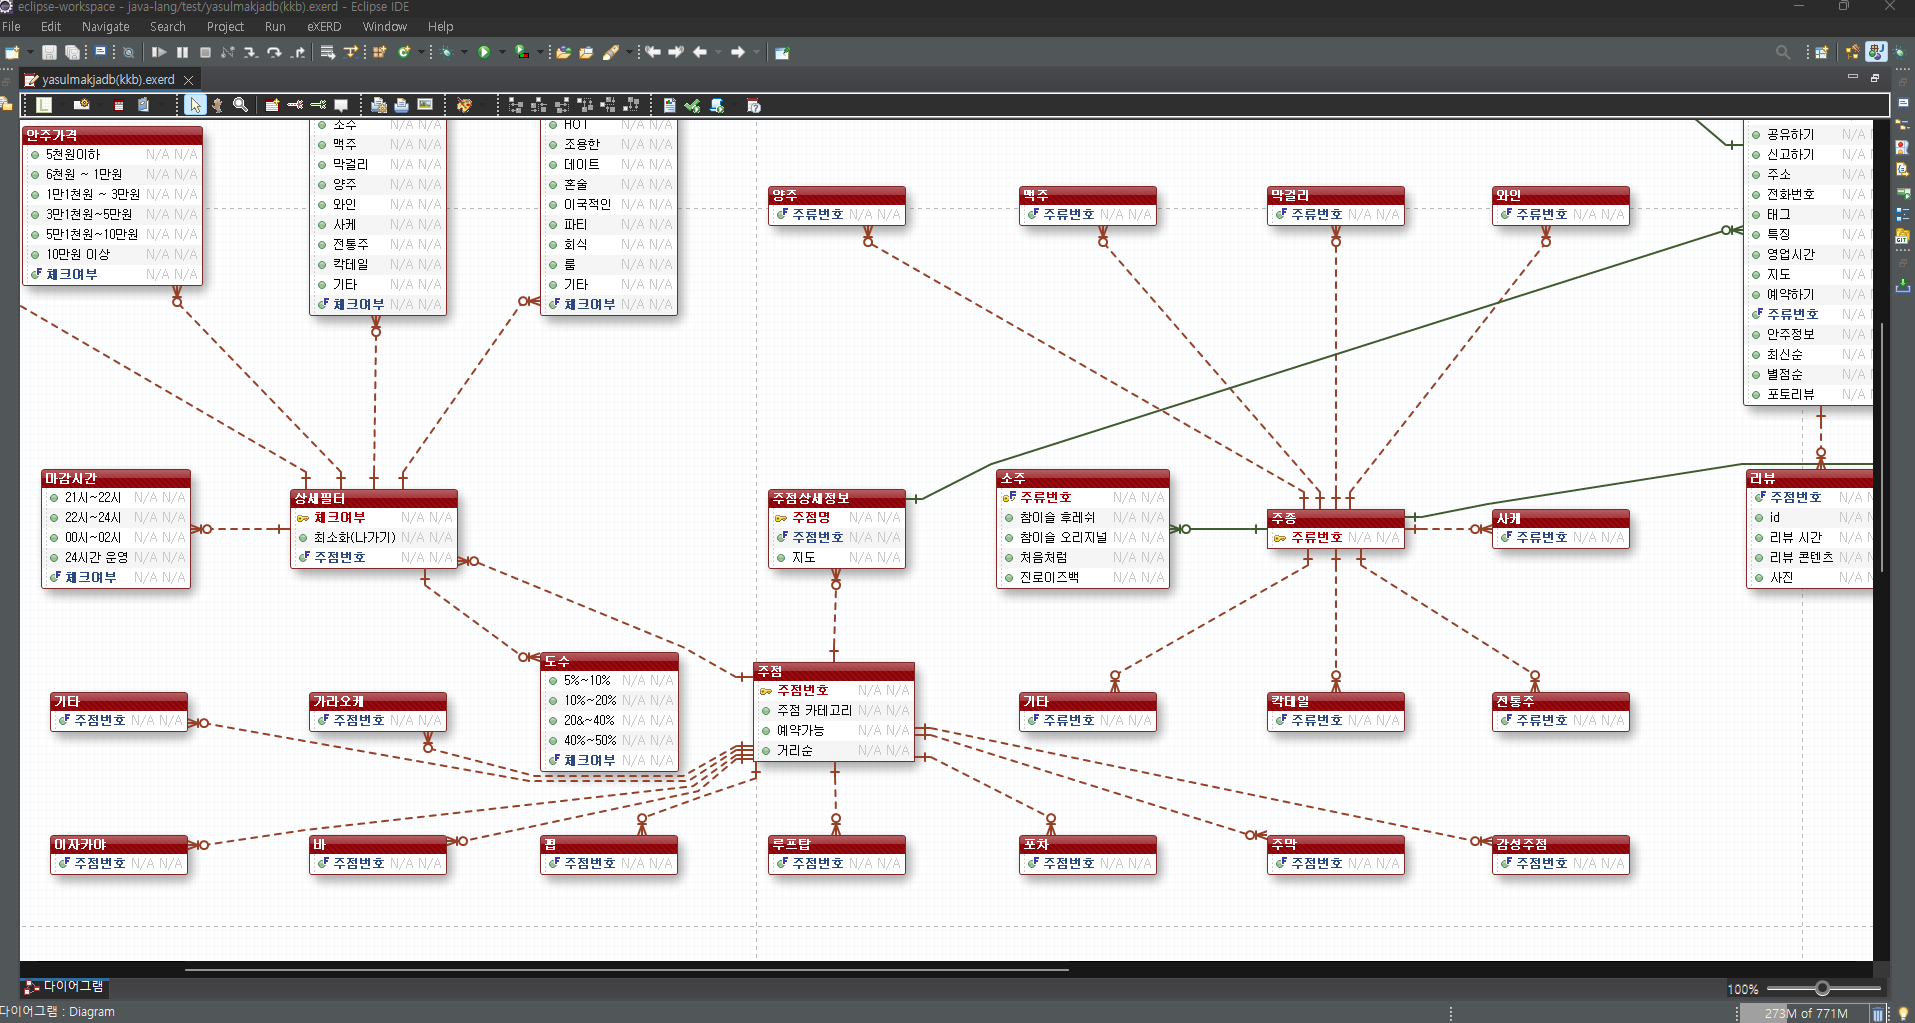 eclipse-workspace - java-lang/test/yasulmakjadb(kkb).exerd - Eclipse IDE
File Edit Navigate Search Project Run eXERD Window Help
yasulmakjadb(kkb).exerd
안주가격
5천원이하 N/A N/A
6천원 ~ 1만원 N/A N/A
1만1천원 ~ 3만원 N/A N/A
3만1천원~5만원 N/A N/A
5만1천원~10만원 N/A N/A
10만원 이상 N/A N/A
체크여부 N/A N/A
소주 N/A N/A
맥주 N/A N/A
막걸리 N/A N/A
양주 N/A N/A
와인 N/A N/A
사케 N/A N/A
전통주 N/A N/A
칵테일 N/A N/A
기타 N/A N/A
체크여부 N/A N/A
HOT N/A N/A
조용한 N/A N/A
데이트 N/A N/A
혼술 N/A N/A
이국적인 N/A N/A
파티 N/A N/A
회식 N/A N/A
룸 N/A N/A
기타 N/A N/A
체크여부 N/A N/A
양주
주류번호 N/A N/A
맥주
주류번호 N/A N/A
막걸리
주류번호 N/A N/A
와인
주류번호 N/A N/A
공유하기 N/A
신고하기 N/A
주소 N/A
전화번호 N/A
태그 N/A
특징 N/A
영업시간 N/A
지도 N/A
예약하기 N/A
주류번호 N/A
안주정보 N/A
최신순 N/A
별점순 N/A
포토리뷰 N/A
마감시간
21시~22시 N/A N/A
22시~24시 N/A N/A
00시~02시 N/A N/A
24시간 운영 N/A N/A
체크여부 N/A N/A
상세필터
체크여부 N/A N/A
최소화(나가기) N/A N/A
주점번호 N/A N/A
주점상세정보
주점명 N/A N/A
주점번호 N/A N/A
지도 N/A N/A
소주
주류번호 N/A N/A
참이슬 후레쉬 N/A N/A
참이슬 오리지널 N/A N/A
처음처럼 N/A N/A
진로이즈백 N/A N/A
주종
주류번호 N/A N/A
사케
주류번호 N/A N/A
리뷰
주점번호 N/A
id N/A
리뷰 시간 N/A
리뷰 콘텐츠 N/A
사진 N/A
도수
5%~10% N/A N/A
10%~20% N/A N/A
20&~40% N/A N/A
40%~50% N/A N/A
체크여부 N/A N/A
주점
주점번호 N/A N/A
주점 카테고리 N/A N/A
예약가능 N/A N/A
거리순 N/A N/A
기타
주점번호 N/A N/A
가라오케
주점번호 N/A N/A
기타
주류번호 N/A N/A
칵테일
주류번호 N/A N/A
전통주
주류번호 N/A N/A
이자카야
주점번호 N/A N/A
바
주점번호 N/A N/A
펍
주점번호 N/A N/A
루프탑
주점번호 N/A N/A
포차
주점번호 N/A N/A
주막
주점번호 N/A N/A
감성주점
주점번호 N/A N/A
다이어그램
100%
다이어그램 : Diagram
273M of 771M